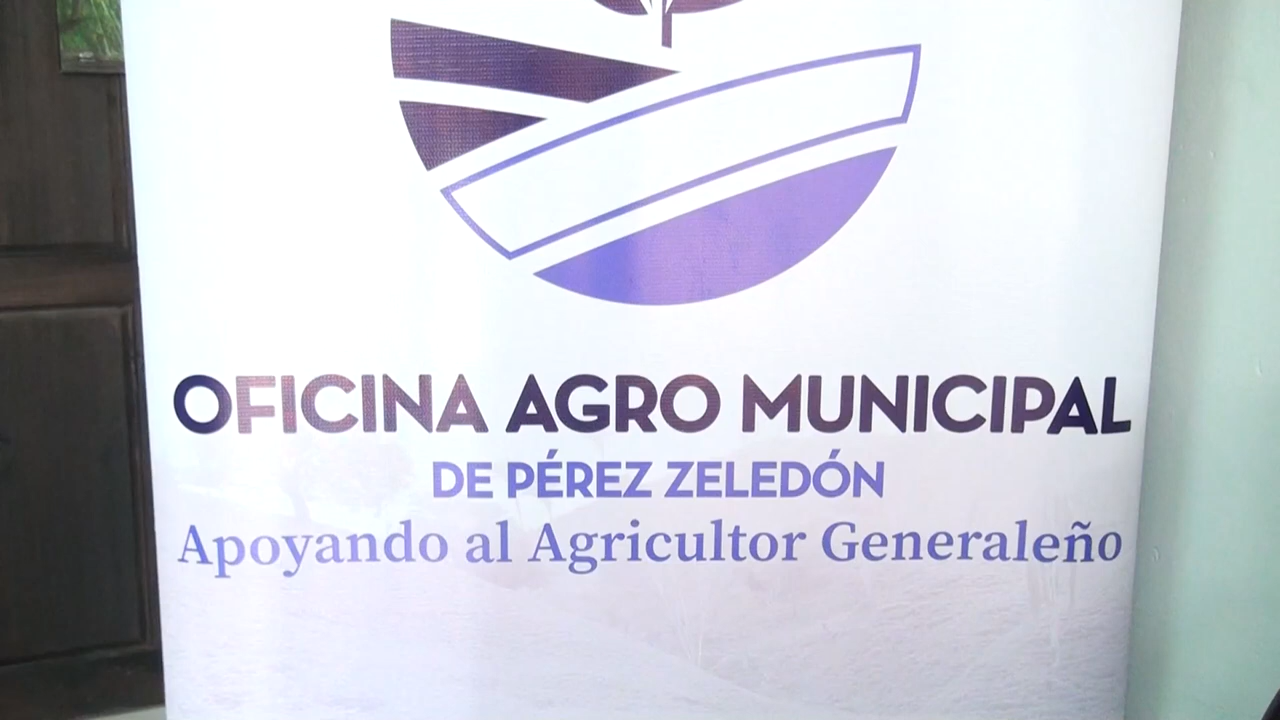 OFICINA AGRO MUNICIPAL
DE PÉREZ ZELEDÓN
Apoyando al Agricultor Generaleño